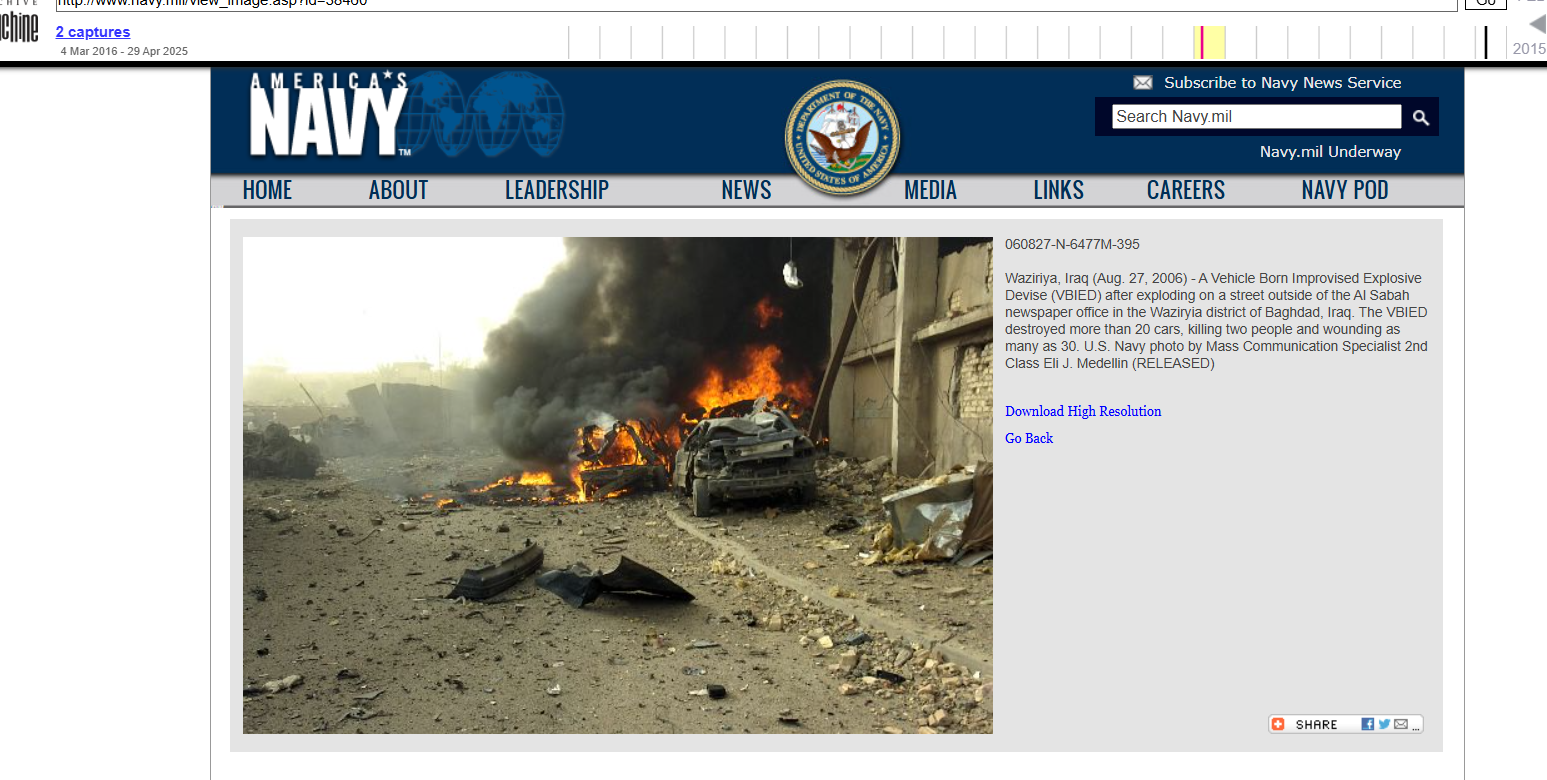 http://www.navy.mil/view_image.asp?id=38460
Go
chine
2 captures
4 Mar 2016 - 29 Apr 2025
2015
AMERICA'S
NAVY™
DEPARTMENT OF THE NAVY
UNITED STATES OF AMERICA
Subscribe to Navy News Service
Search Navy.mil
Navy.mil Underway
HOME ABOUT LEADERSHIP NEWS MEDIA LINKS CAREERS NAVY POD
060827-N-6477M-395
Waziriya, Iraq (Aug. 27, 2006) - A Vehicle Born Improvised Explosive
Devise (VBIED) after exploding on a street outside of the Al Sabah
newspaper office in the Waziryia district of Baghdad, Iraq. The VBIED
destroyed more than 20 cars, killing two people and wounding as
many as 30. U.S. Navy photo by Mass Communication Specialist 2nd
Class Eli J. Medellin (RELEASED)
Download High Resolution
Go Back
SHARE ...